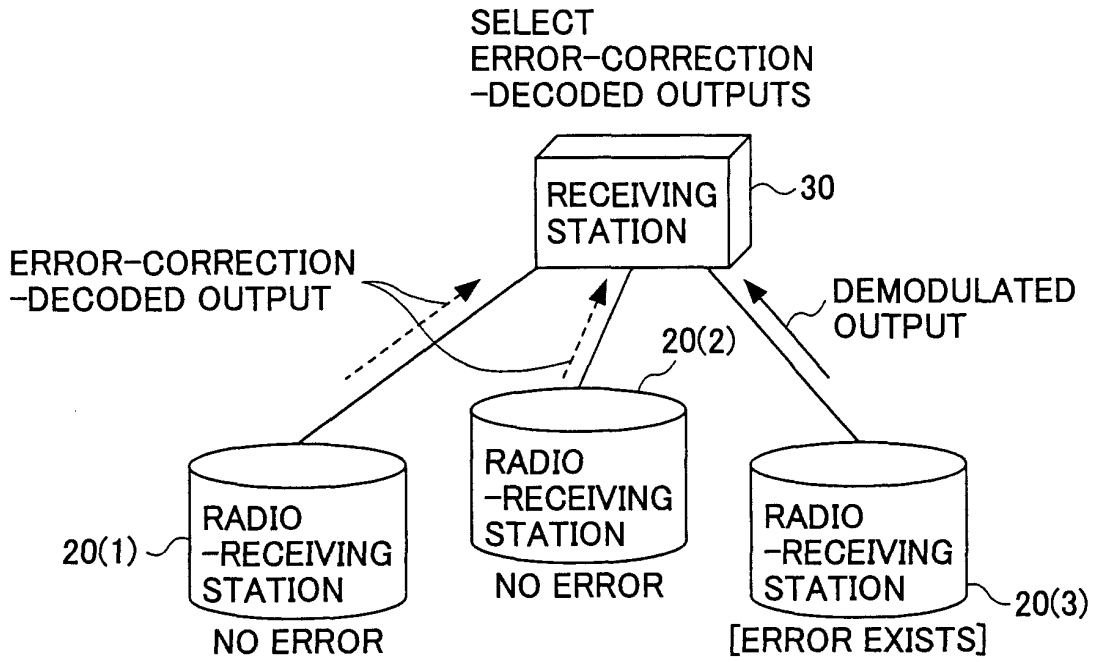 SELECT
ERROR-CORRECTION
-DECODED OUTPUTS
RECEIVING
STATION
30
ERROR-CORRECTION
-DECODED OUTPUT
DEMODULATED
OUTPUT
20(2)
RADIO
-RECEIVING
STATION
NO ERROR
20(1)
RADIO
-RECEIVING
STATION
NO ERROR
RADIO
-RECEIVING
STATION
20(3)
[ERROR EXISTS]